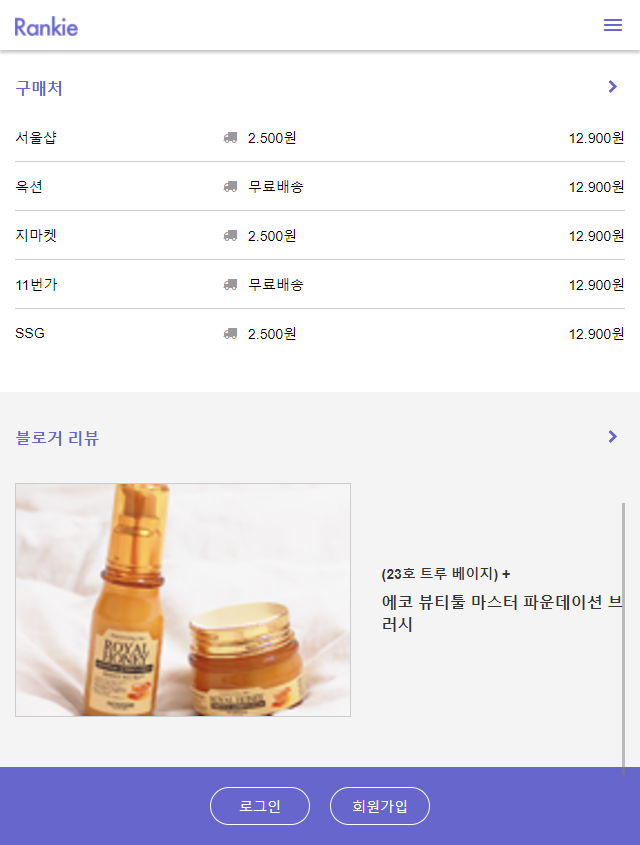 Rankie
구매처
서울샵 2.500원 12.900원
옥션 무료배송 12.900원
지마켓 2.500원 12.900원
11번가 무료배송 12.900원
SSG 2.500원 12.900원
블로거 리뷰
ROYAL
HONEY
ROYAL HONEY
(23호 트루 베이지) +
에코 뷰티툴 마스터 파운데이션 브
러시
로그인 회원가입